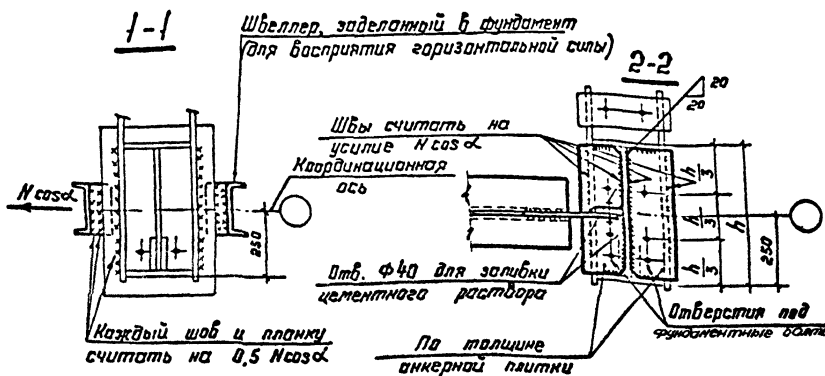 1-1
Швеллер, заделанный в фундамент
(для восприятия горизонтальной силы)
2-2
20
20
Швы считать на
усилие N cos α
Координационная
ось
N cos α
250
h/3
h/3
h/3
h
250
Отв. Ф40 для заливки
цементного раствора
Каждый шов и планку
считать на 0,5 N cos α
По толщине
анкерной плитки
Отверстия под
фундаментные болты